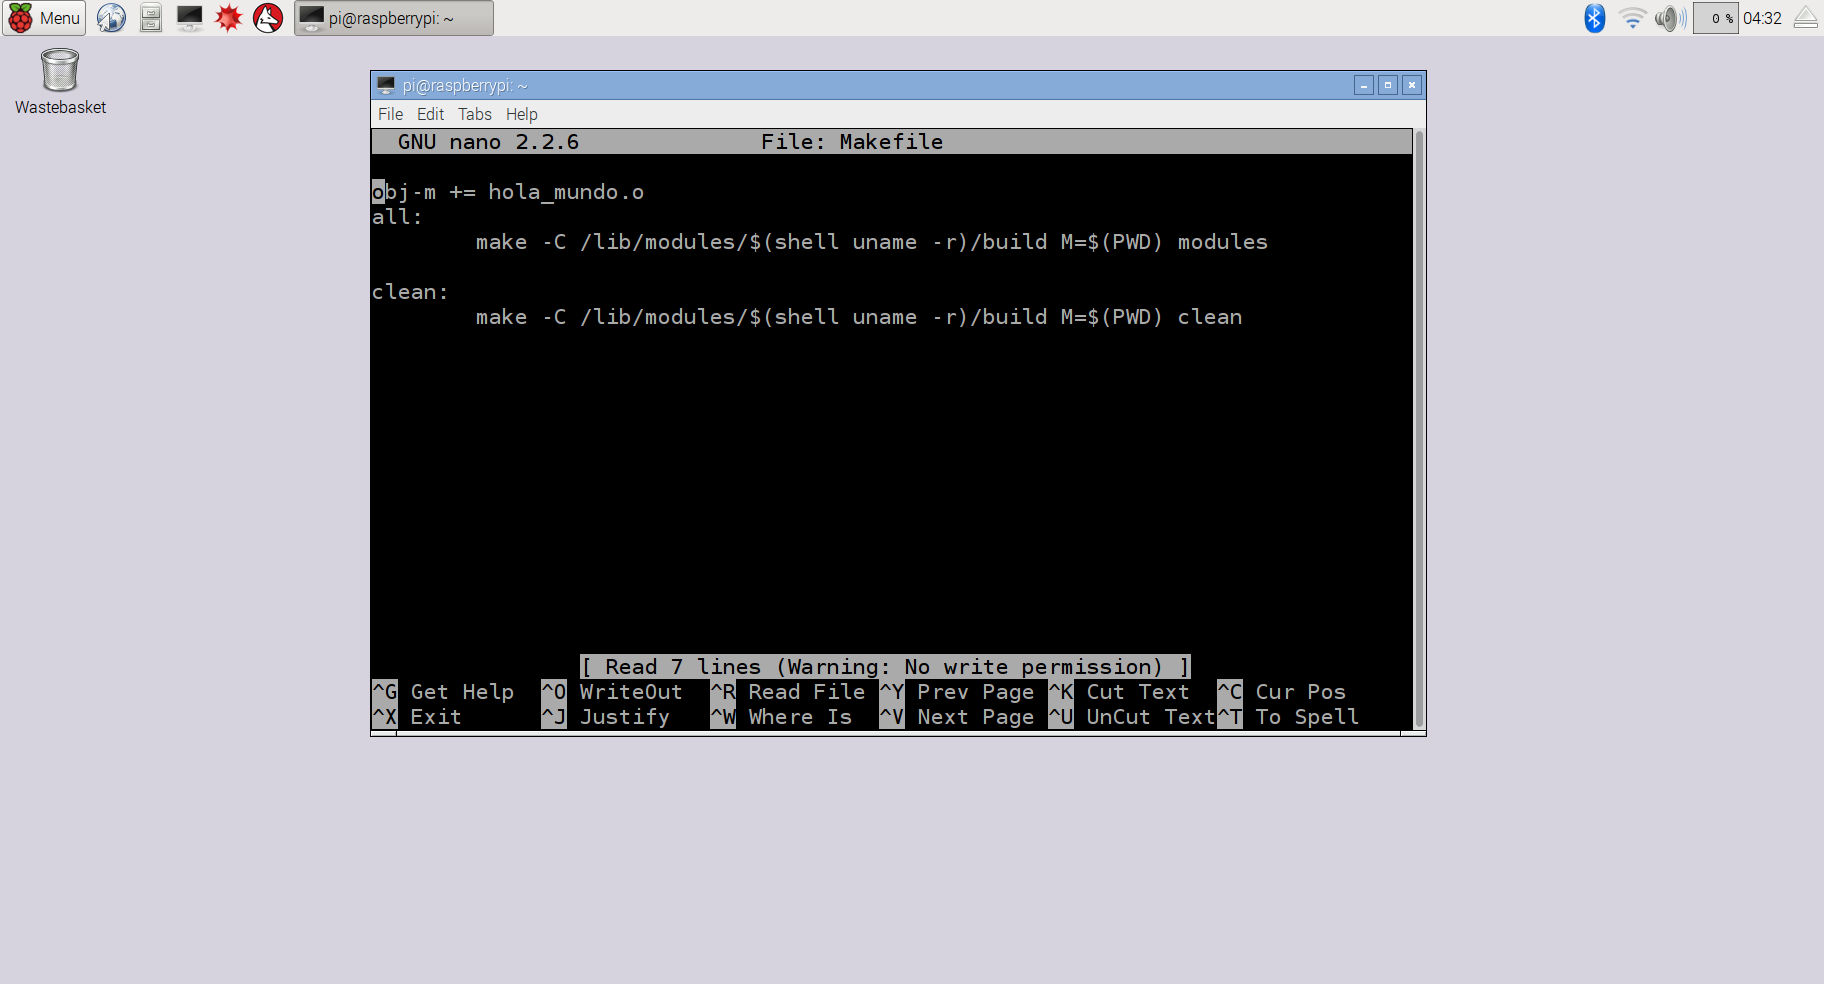 Menu
pi@raspberrypi: ~
0 %
04:32
Wastebasket
pi@raspberrypi: ~
File Edit Tabs Help
GNU nano 2.2.6 File: Makefile
obj-m += hola_mundo.o
all:
make -C /lib/modules/$(shell uname -r)/build M=$(PWD) modules
clean:
make -C /lib/modules/$(shell uname -r)/build M=$(PWD) clean
[ Read 7 lines (Warning: No write permission) ]
^G Get Help ^O WriteOut ^R Read File ^Y Prev Page ^K Cut Text ^C Cur Pos
^X Exit ^J Justify ^W Where Is ^V Next Page ^U UnCut Text ^T To Spell